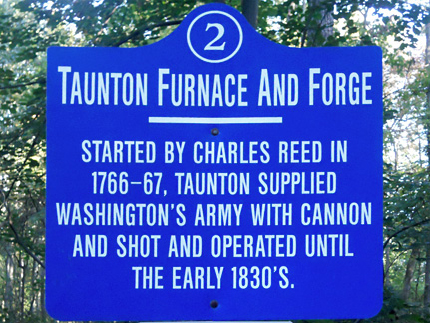 2
TAUNTON FURNACE AND FORGE
STARTED BY CHARLES REED IN
1766–67, TAUNTON SUPPLIED
WASHINGTON'S ARMY WITH CANNON
AND SHOT AND OPERATED UNTIL
THE EARLY 1830'S.